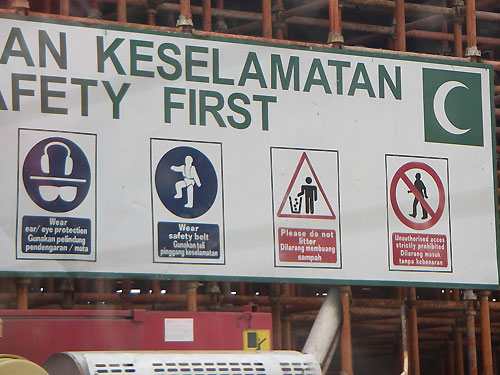 AN KESELAMATAN
AFETY FIRST
Wear
ear/eye protection
Gunakan pelindung
pendengaran / mata
Wear
safety belt
Gunakan tali
pinggang keselamatan
Please do not
litter
Dilarang membuang
sampah
Unauthorised acces
strictly prohibited
Dilarang masuk
tanpa kebenaran